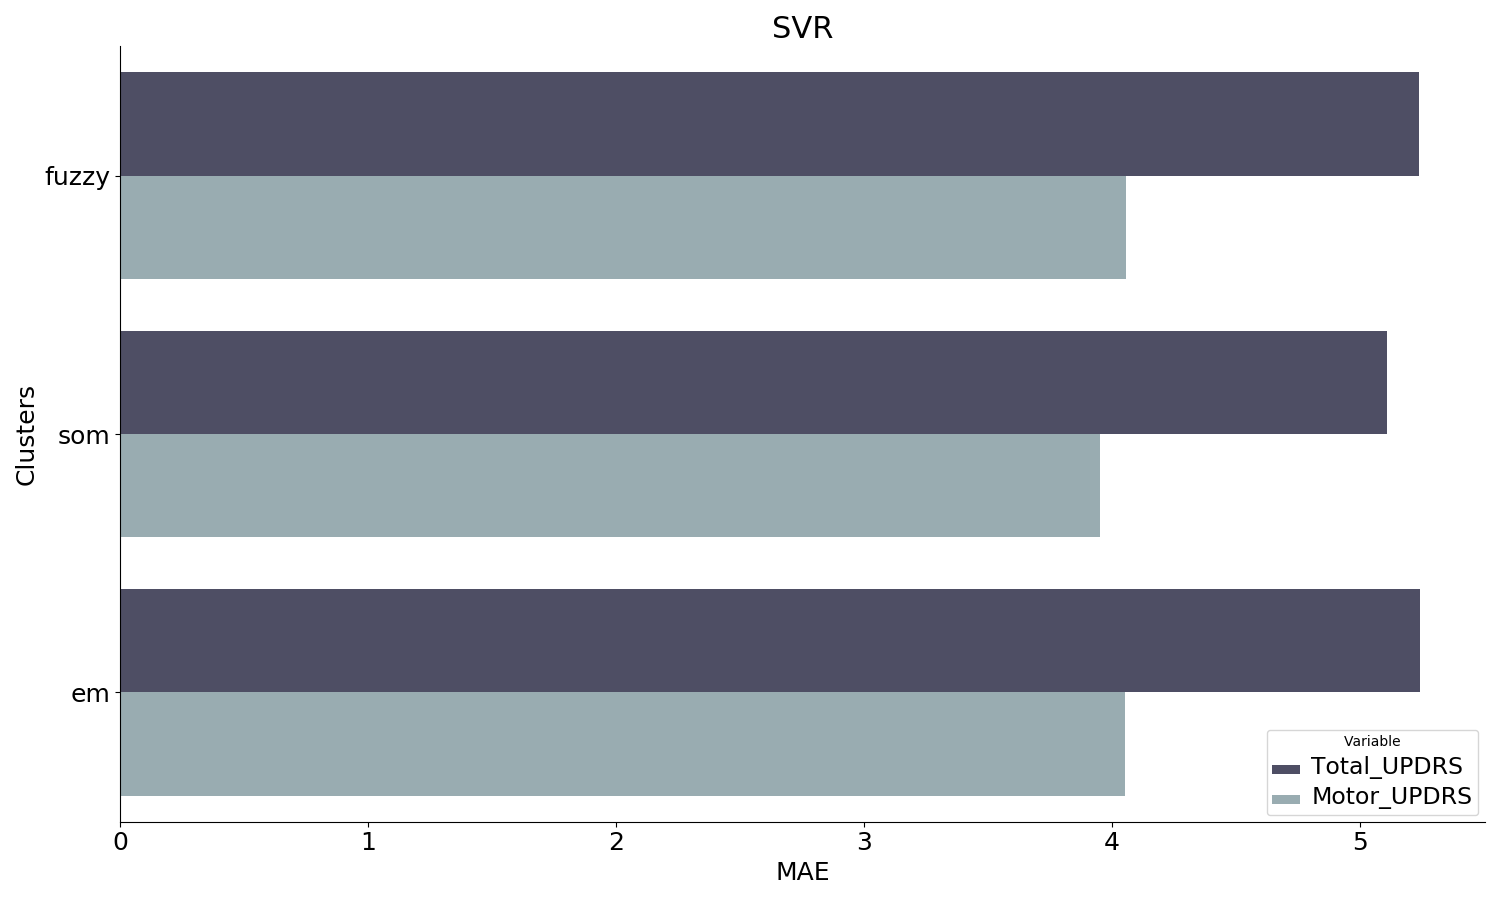 SVR
Clusters
fuzzy
som
em
0 1 2 3 4 5
MAE
Variable
Total_UPDRS
Motor_UPDRS